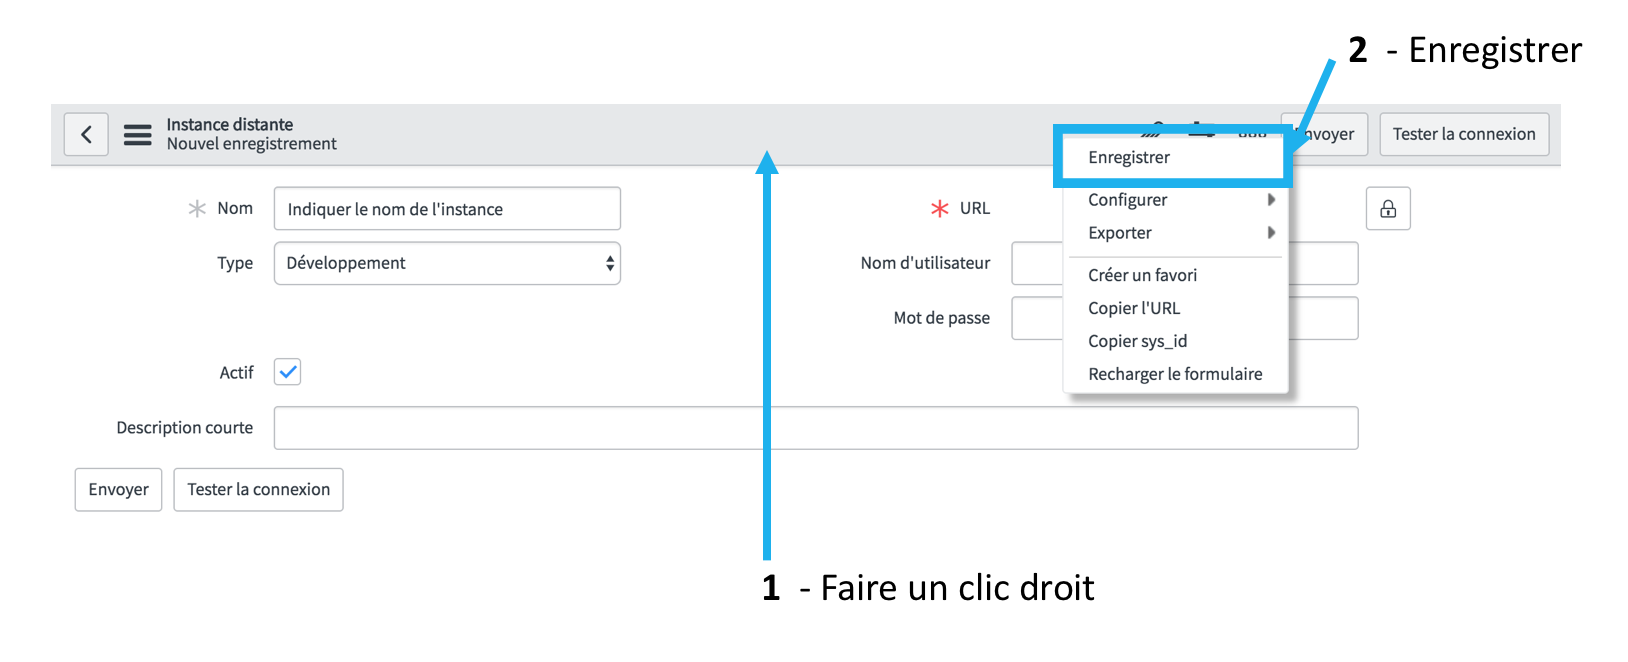 2 - Enregistrer
Instance distante
Nouvel enregistrement
Envoyer
Tester la connexion
Enregistrer
Configurer
Exporter
Créer un favori
Copier l'URL
Copier sys_id
Recharger le formulaire
Nom
Indiquer le nom de l'instance
URL
Type
Développement
Nom d'utilisateur
Mot de passe
Actif
Description courte
Envoyer
Tester la connexion
1 - Faire un clic droit